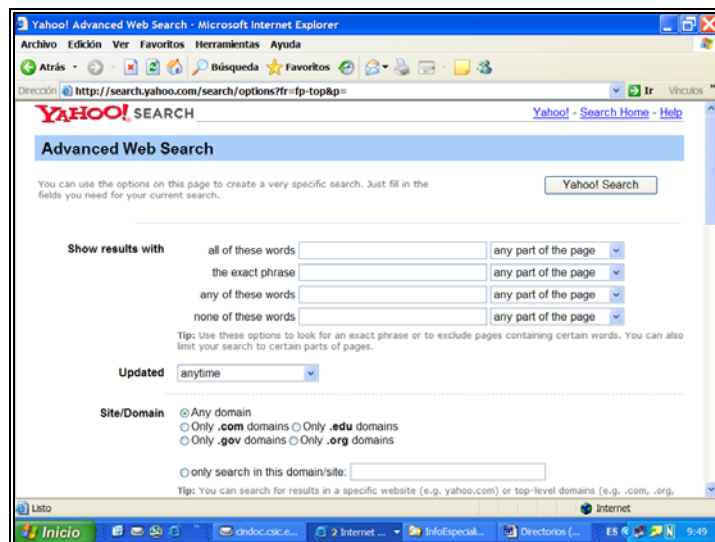 Yahoo! Advanced Web Search - Microsoft Internet Explorer
Archivo Edición Ver Favoritos Herramientas Ayuda
Atrás Búsqueda Favoritos
Dirección http://search.yahoo.com/search/options?fr=fp-top&p= Ir Vínculos »
YAHOO! SEARCH Yahoo! - Search Home - Help
Advanced Web Search
You can use the options on this page to create a very specific search. Just fill in the
fields you need for your current search.
Yahoo! Search
Show results with all of these words any part of the page
the exact phrase any part of the page
any of these words any part of the page
none of these words any part of the page
Tip: Use these options to look for an exact phrase or to exclude pages containing certain words. You can also
limit your search to certain parts of pages.
Updated anytime
Site/Domain Any domain
Only .com domains Only .edu domains
Only .gov domains Only .org domains
only search in this domain/site:
Tip: You can search for results in a specific website (e.g. yahoo.com) or top-level domains (e.g. .com, .org,
Listo Internet
Inicio » cindoc.csic.e... 2 Internet ... InfoEspecial... Directorios (... ES 9:49